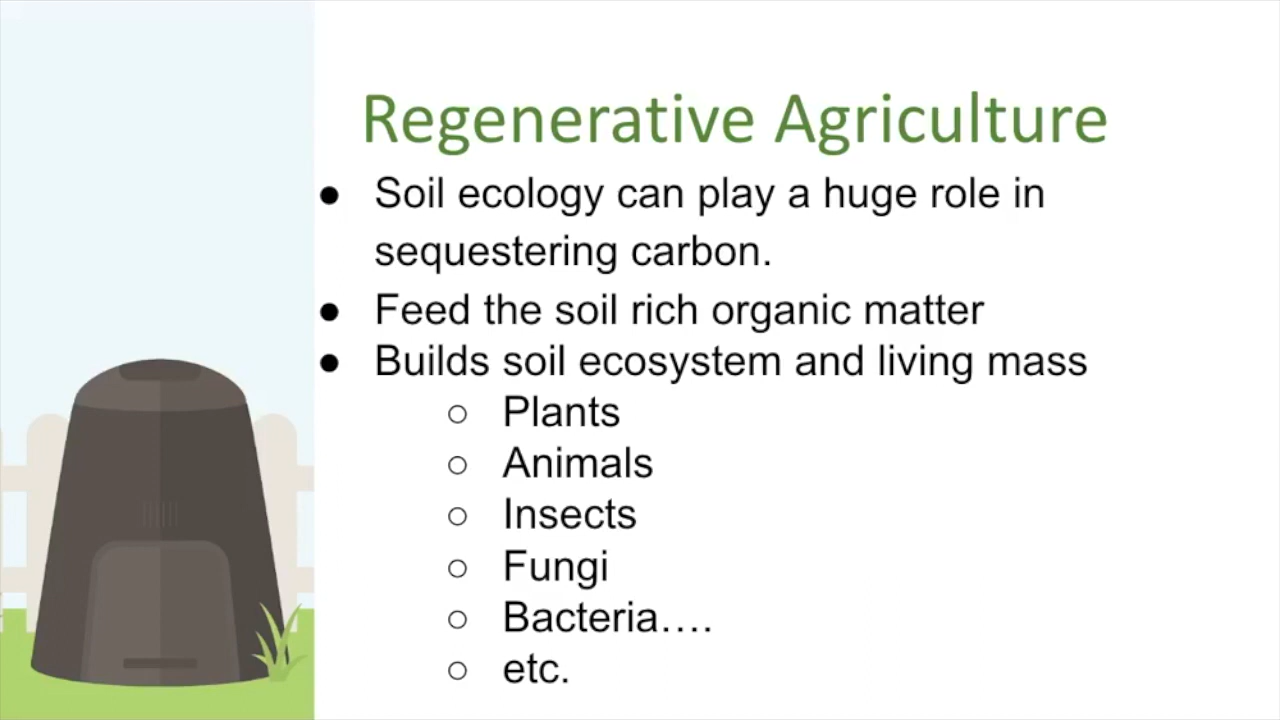 Regenerative Agriculture
● Soil ecology can play a huge role in
sequestering carbon.
● Feed the soil rich organic matter
● Builds soil ecosystem and living mass
○ Plants
○ Animals
○ Insects
○ Fungi
○ Bacteria....
○ etc.